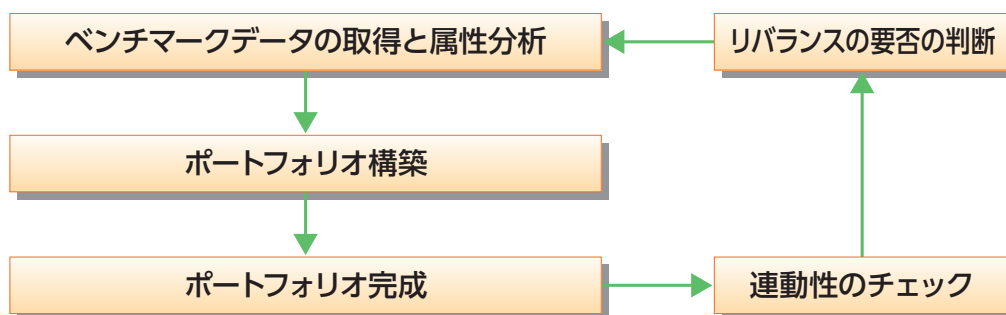 ベンチマークデータの取得と属性分析
リバランスの要否の判断
ポートフォリオ構築
ポートフォリオ完成
連動性のチェック